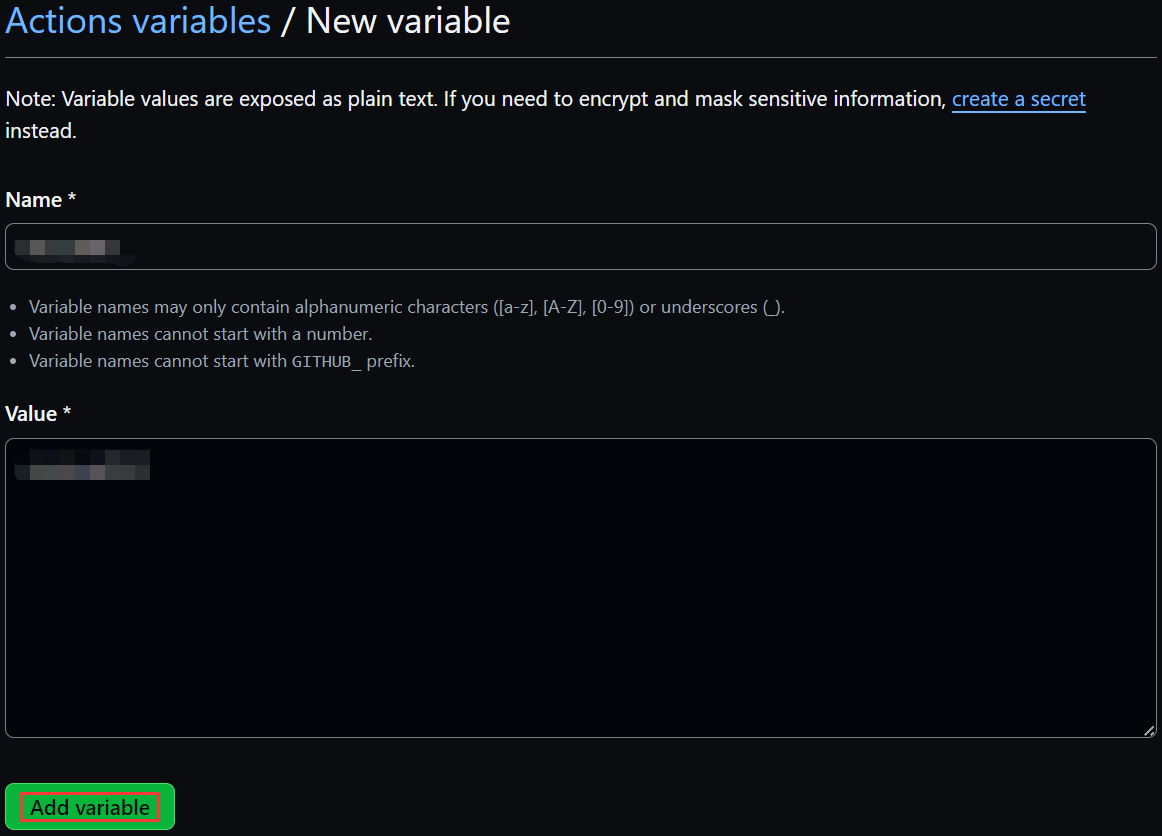 Actions variables / New variable
Note: Variable values are exposed as plain text. If you need to encrypt and mask sensitive information, create a secret
instead.
Name *
Variable names may only contain alphanumeric characters ([a-z], [A-Z], [0-9]) or underscores (_).
Variable names cannot start with a number.
Variable names cannot start with GITHUB_ prefix.
Value *
Add variable